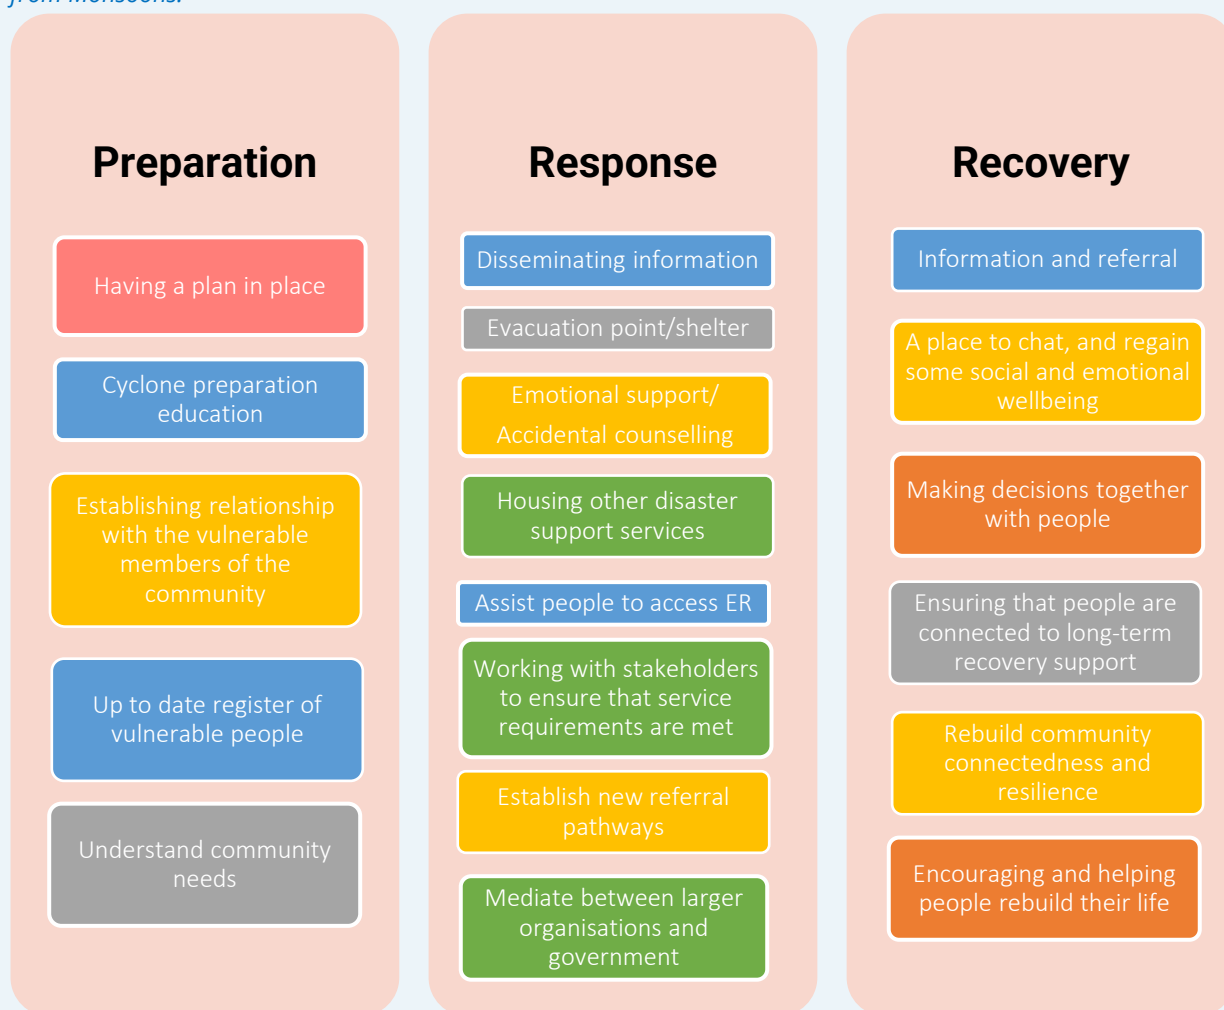 from Monsoons.
Preparation
Having a plan in place
Cyclone preparation
education
Establishing relationship
with the vulnerable
members of the
community
Up to date register of
vulnerable people
Understand community
needs
Response
Disseminating information
Evacuation point/shelter
Emotional support/
Accidental counselling
Housing other disaster
support services
Assist people to access ER
Working with stakeholders
to ensure that service
requirements are met
Establish new referral
pathways
Mediate between larger
organisations and
government
Recovery
Information and referral
A place to chat, and regain
some social and emotional
wellbeing
Making decisions together
with people
Ensuring that people are
connected to long-term
recovery support
Rebuild community
connectedness and
resilience
Encouraging and helping
people rebuild their life